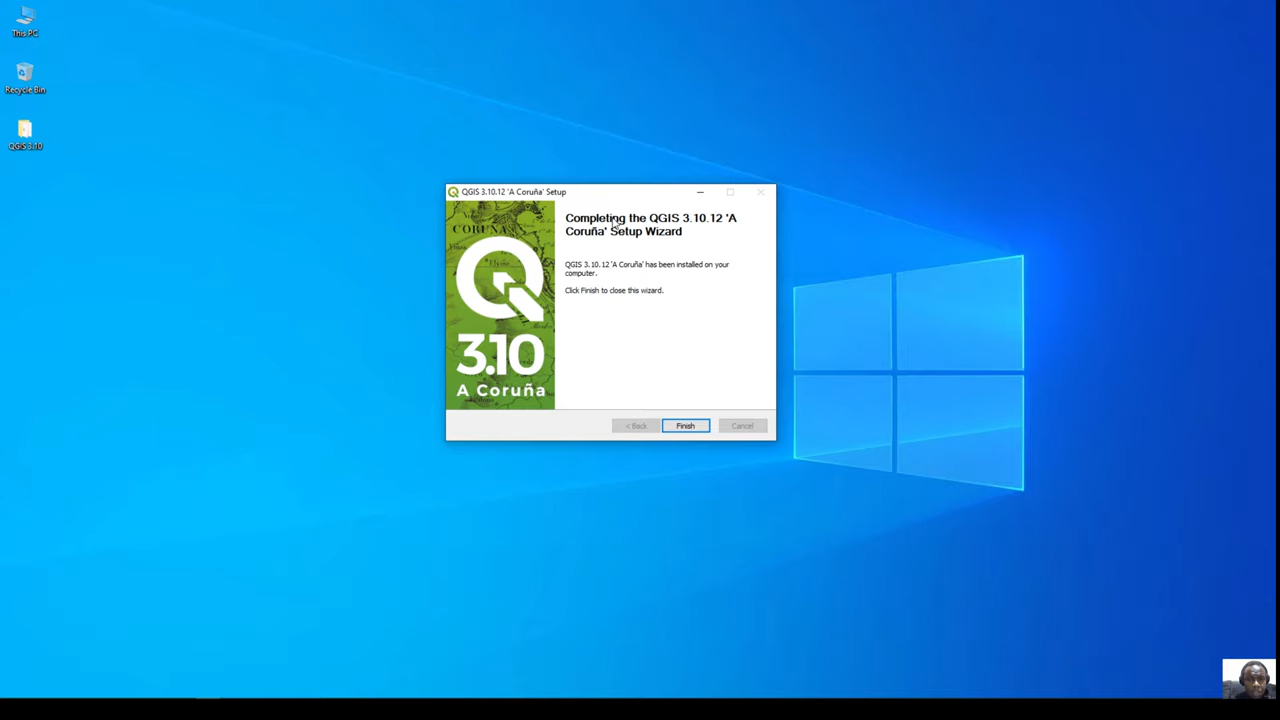 This PC
Recycle Bin
QGIS 3.10
QGIS 3.10.12 'A Coruña' Setup
CORUÑA
3.10
A Coruña
Completing the QGIS 3.10.12 'A
Coruña' Setup Wizard
QGIS 3.10.12 'A Coruña' has been installed on your
computer.
Click Finish to close this wizard.
< Back
Finish
Cancel